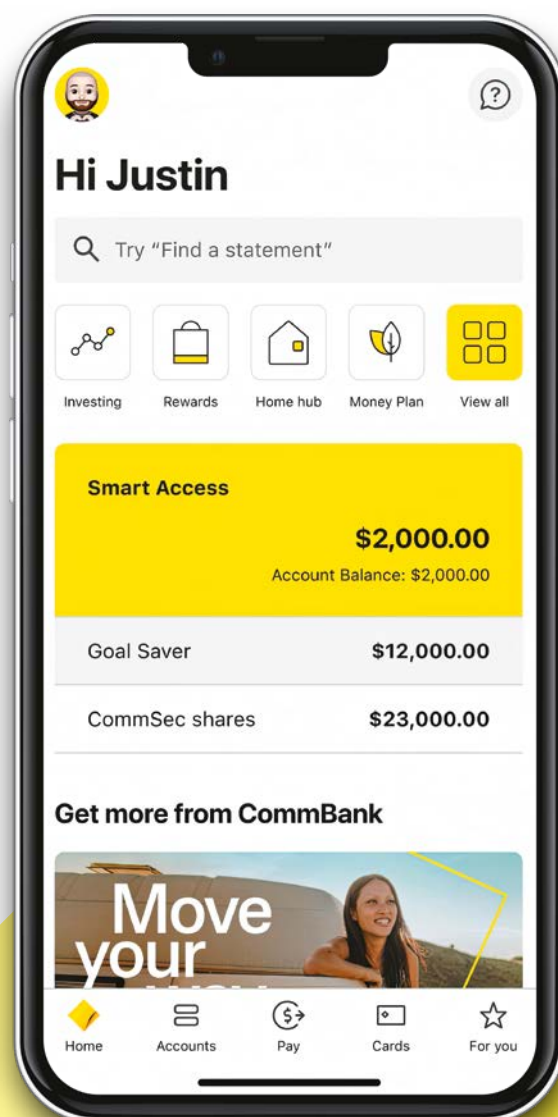 Hi Justin
Try "Find a statement"
Investing Rewards Home hub Money Plan View all
Smart Access
$2,000.00
Account Balance: $2,000.00
Goal Saver $12,000.00
CommSec shares $23,000.00
Get more from CommBank
Move
your
Home Accounts Pay Cards For you